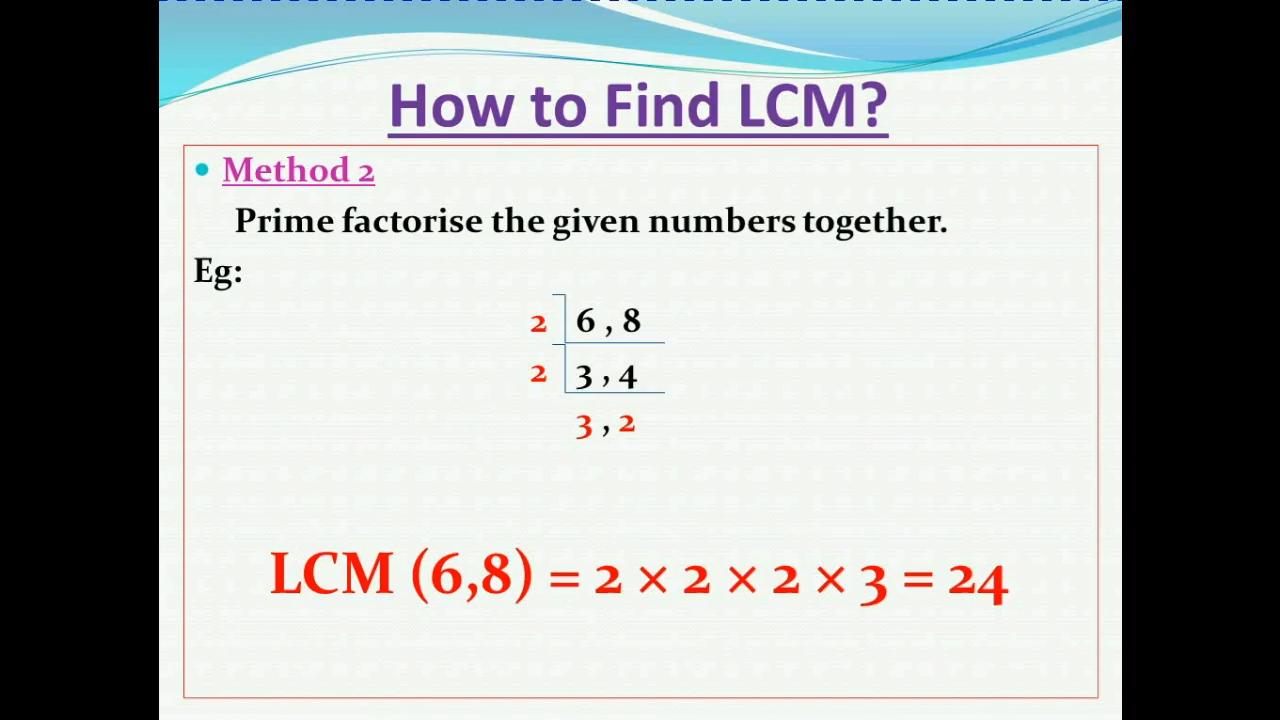 How to Find LCM?
Method 2
Prime factorise the given numbers together.
Eg:
2 6 , 8
2 3 , 4
3 , 2
LCM (6,8) = 2 × 2 × 2 × 3 = 24